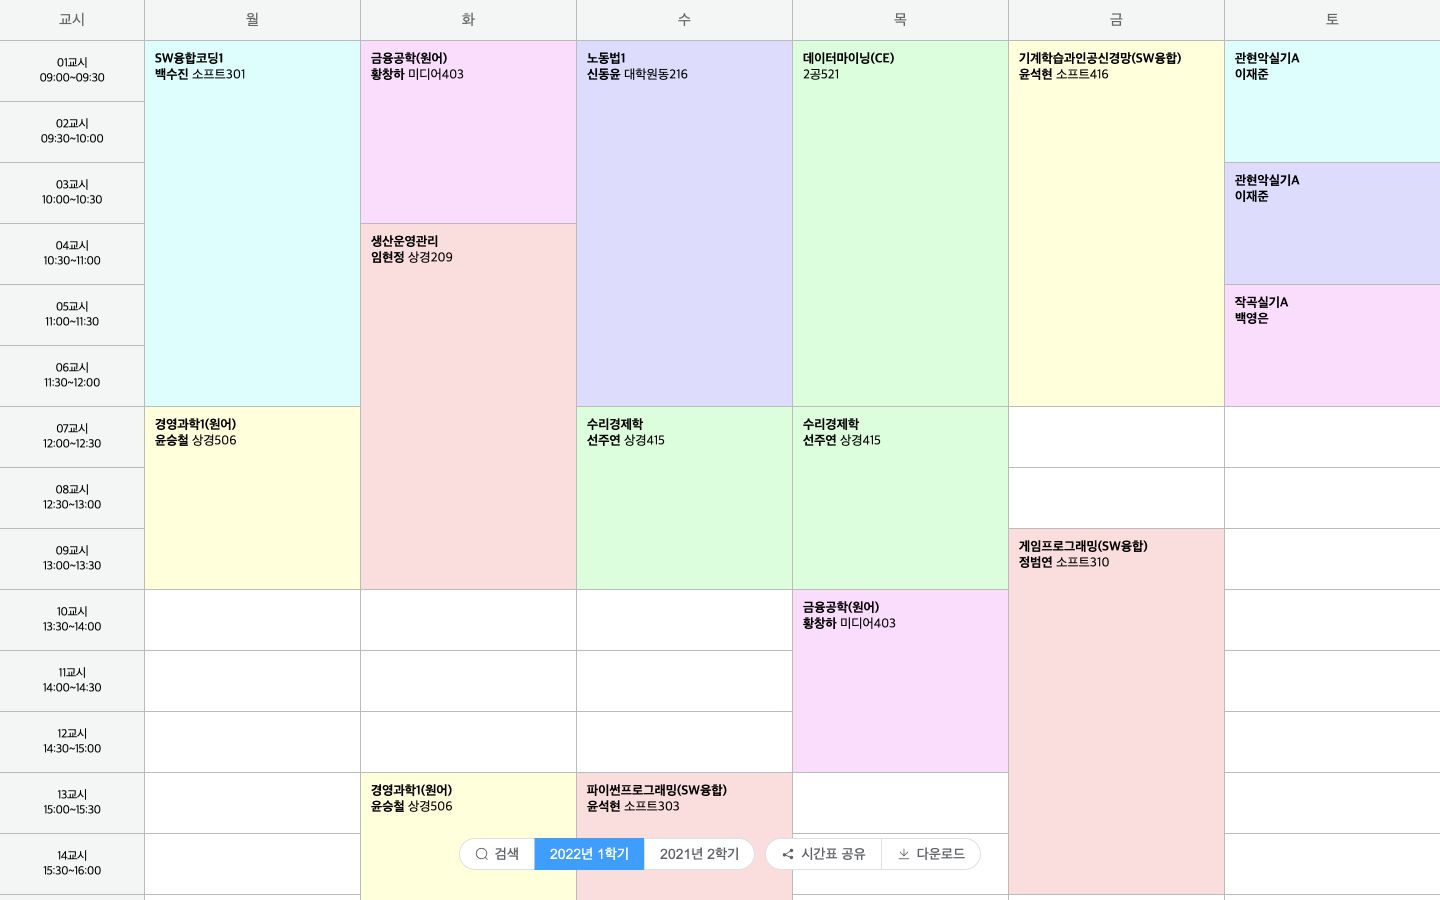 교시 월 화 수 목 금 토
01교시
09:00~09:30
SW융합코딩1
백수진 소프트301
금융공학(원어)
황창하 미디어403
노동법1
신동윤 대학원동216
데이터마이닝(CE)
2공521
기계학습과인공신경망(SW융합)
윤석현 소프트416
관현악실기A
이재준
02교시
09:30~10:00
03교시
10:00~10:30
관현악실기A
이재준
04교시
10:30~11:00
생산운영관리
임현정 상경209
05교시
11:00~11:30
작곡실기A
백영은
06교시
11:30~12:00
07교시
12:00~12:30
경영과학1(원어)
윤승철 상경506
수리경제학
선주연 상경415
수리경제학
선주연 상경415
08교시
12:30~13:00
09교시
13:00~13:30
게임프로그래밍(SW융합)
정범연 소프트310
10교시
13:30~14:00
금융공학(원어)
황창하 미디어403
11교시
14:00~14:30
12교시
14:30~15:00
13교시
15:00~15:30
경영과학1(원어)
윤승철 상경506
파이썬프로그래밍(SW융합)
윤석현 소프트303
14교시
15:30~16:00
검색 2022년 1학기 2021년 2학기 시간표 공유 다운로드